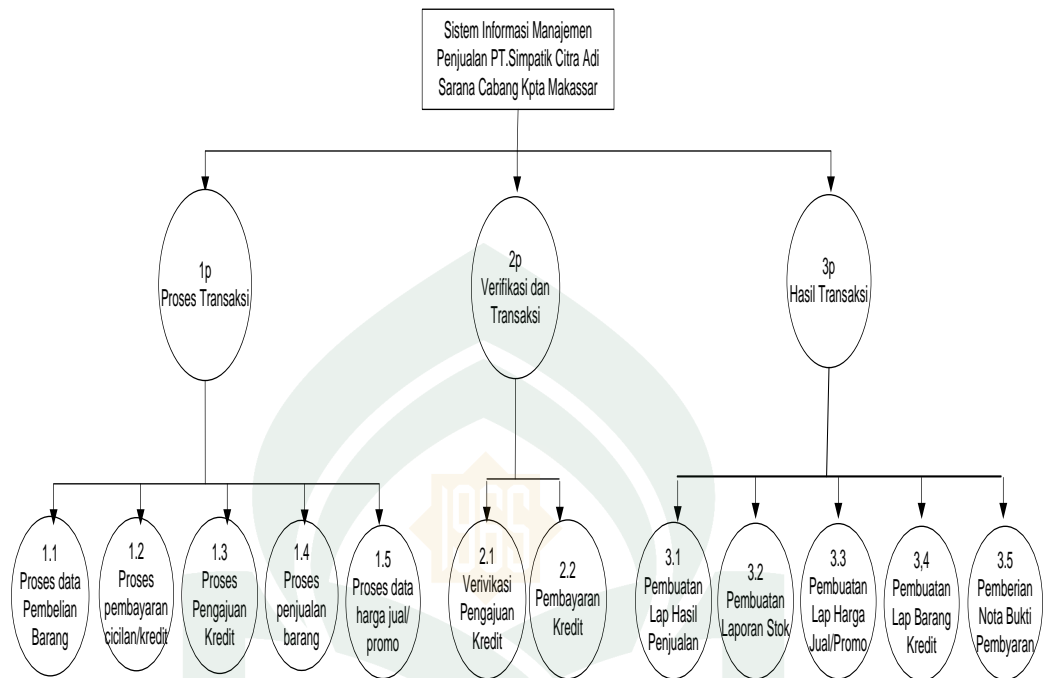 Sistem Informasi Manajemen
Penjualan PT.Simpatik Citra Adi
Sarana Cabang Kpta Makassar
1p
Proses Transaksi
2p
Verifikasi dan
Transaksi
3p
Hasil Transaksi
1.1
Proses data
Pembelian
Barang
1.2
Proses
pembayaran
cicilan/kredit
1.3
Proses
Pengajuan
Kredit
1.4
Proses
penjualan
barang
1.5
Proses data
harga jual/
promo
2.1
Verivikasi
Pengajuan
Kredit
2.2
Pembayaran
Kredit
3.1
Pembuatan
Lap Hasil
Penjualan
3.2
Pembuatan
Laporan Stok
3.3
Pembuatan
Lap Harga
Jual/Promo
3,4
Pembuatan
Lap Barang
Kredit
3.5
Pemberian
Nota Bukti
Pembyaran
1965